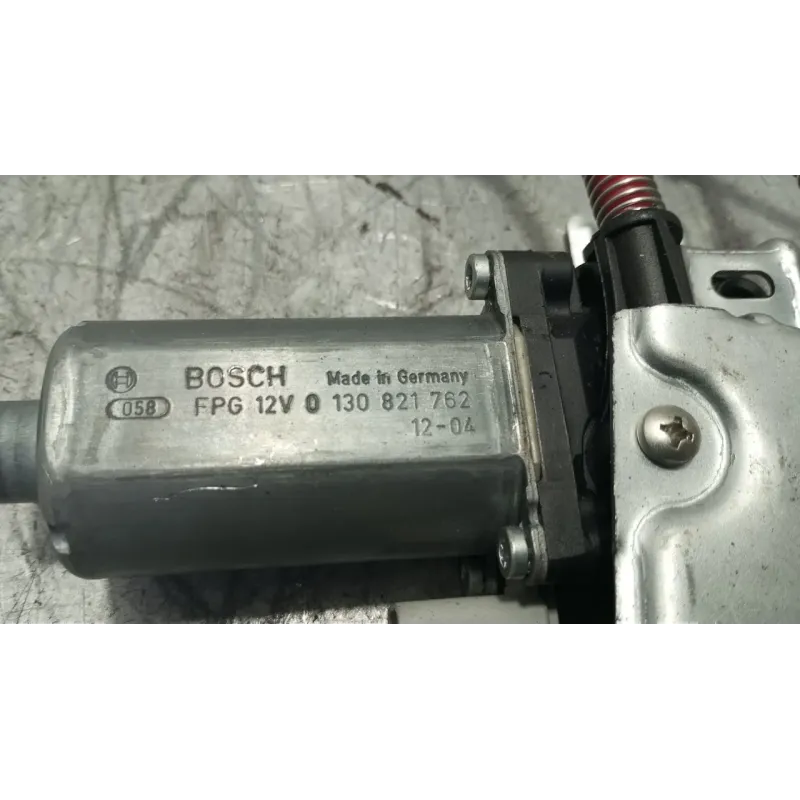 BOSCH Made in Germany
058 FPG 12V 0 130 821 762
12-04